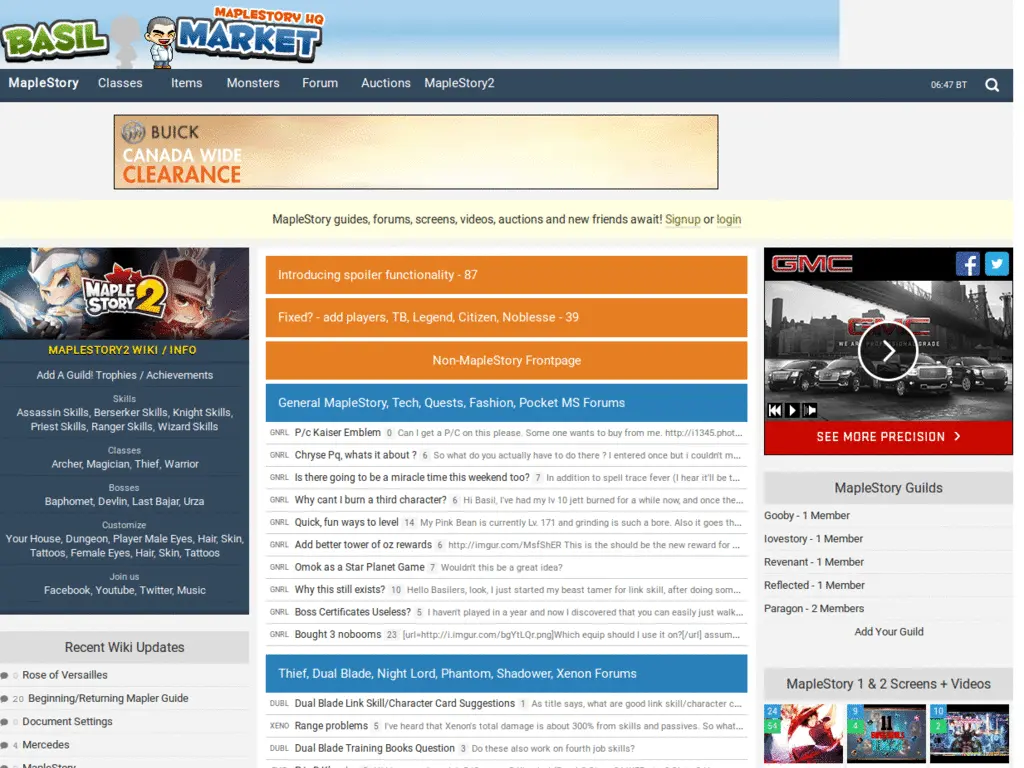 BASIL MARKET
MAPLESTORY HQ
MapleStory Classes Items Monsters Forum Auctions MapleStory2 06:47 BT
BUICK
CANADA WIDE
CLEARANCE
MapleStory guides, forums, screens, videos, auctions and new friends await! Signup or login
MAPLE STORY 2
MAPLESTORY2 WIKI / INFO
Add A Guild! Trophies / Achievements
Skills
Assassin Skills, Berserker Skills, Knight Skills,
Priest Skills, Ranger Skills, Wizard Skills
Classes
Archer, Magician, Thief, Warrior
Bosses
Baphomet, Devlin, Last Bajar, Urza
Customize
Your House, Dungeon, Player Male Eyes, Hair, Skin,
Tattoos, Female Eyes, Hair, Skin, Tattoos
Join us
Facebook, Youtube, Twitter, Music
Recent Wiki Updates
0 Rose of Versailles
20 Beginning/Returning Mapler Guide
0 Document Settings
4 Mercedes
MapleStory
Introducing spoiler functionality - 87
Fixed? - add players, TB, Legend, Citizen, Noblesse - 39
Non-MapleStory Frontpage
General MapleStory, Tech, Quests, Fashion, Pocket MS Forums
GNRL P/c Kaiser Emblem 0 Can I get a P/C on this please. Some one wants to buy from me. http://i1345.phot...
GNRL Chryse Pq, whats it about ? 6 So what do you actually have to do there ? I entered once but i couldn't m...
GNRL Is there going to be a miracle time this weekend too? 7 In addition to spell trace fever (I hear it'll be t...
GNRL Why cant I burn a third character? 6 Hi Basil, I've had my lv 10 jett burned for a while now, and once the...
GNRL Quick, fun ways to level 14 My Pink Bean is currently Lv. 171 and grinding is such a bore. Also it goes th...
GNRL Add better tower of oz rewards 6 http://imgur.com/MsfShER This is the should be the new reward for ...
GNRL Omok as a Star Planet Game 7 Wouldn't this be a great idea?
GNRL Why this still exists? 10 Hello Basilers, look, I just started my beast tamer for link skill, after doing som...
GNRL Boss Certificates Useless? 5 I haven't played in a year and now I discovered that you can easily just walk...
GNRL Bought 3 nobooms 23 [url=http://i.imgur.com/bgYtLQr.png]Which equip should I use it on?[/url] assum...
Thief, Dual Blade, Night Lord, Phantom, Shadower, Xenon Forums
DUBL Dual Blade Link Skill/Character Card Suggestions 1 As title says, what are good link skill/character c...
XENO Range problems 5 I've heard that Xenon's total damage is about 300% from skills and passives. So what...
DUBL Dual Blade Training Books Question 3 Do these also work on fourth job skills?
GMC
GMC
WE ARE PROFESSIONAL GRADE
SEE MORE PRECISION
MapleStory Guilds
Gooby - 1 Member
Iovestory - 1 Member
Revenant - 1 Member
Reflected - 1 Member
Paragon - 2 Members
Add Your Guild
MapleStory 1 & 2 Screens + Videos
24 9 10
54 4 2